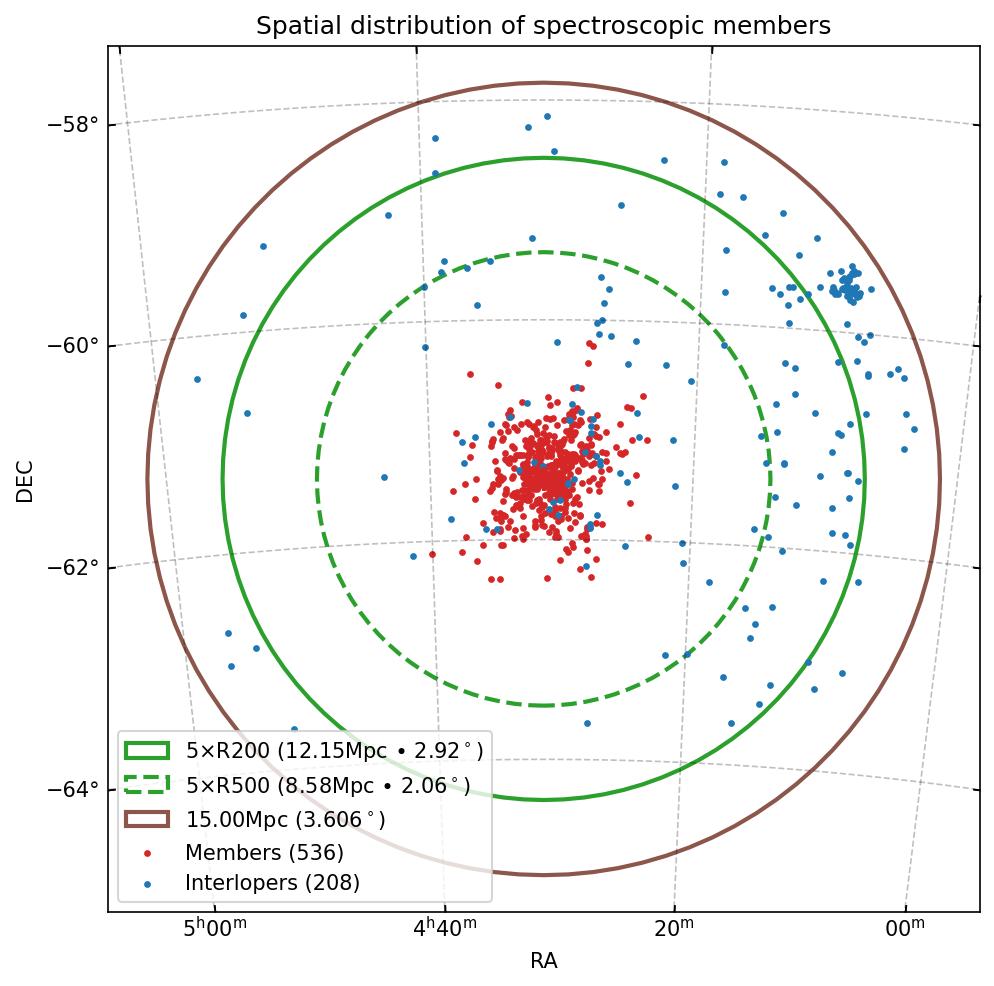 Spatial distribution of spectroscopic members
−58°
−60°
−62°
−64°
DEC
5×R200 (12.15Mpc • 2.92°)
5×R500 (8.58Mpc • 2.06°)
15.00Mpc (3.606°)
Members (536)
Interlopers (208)
5ʰ00ᵐ 4ʰ40ᵐ 20ᵐ 00ᵐ
RA